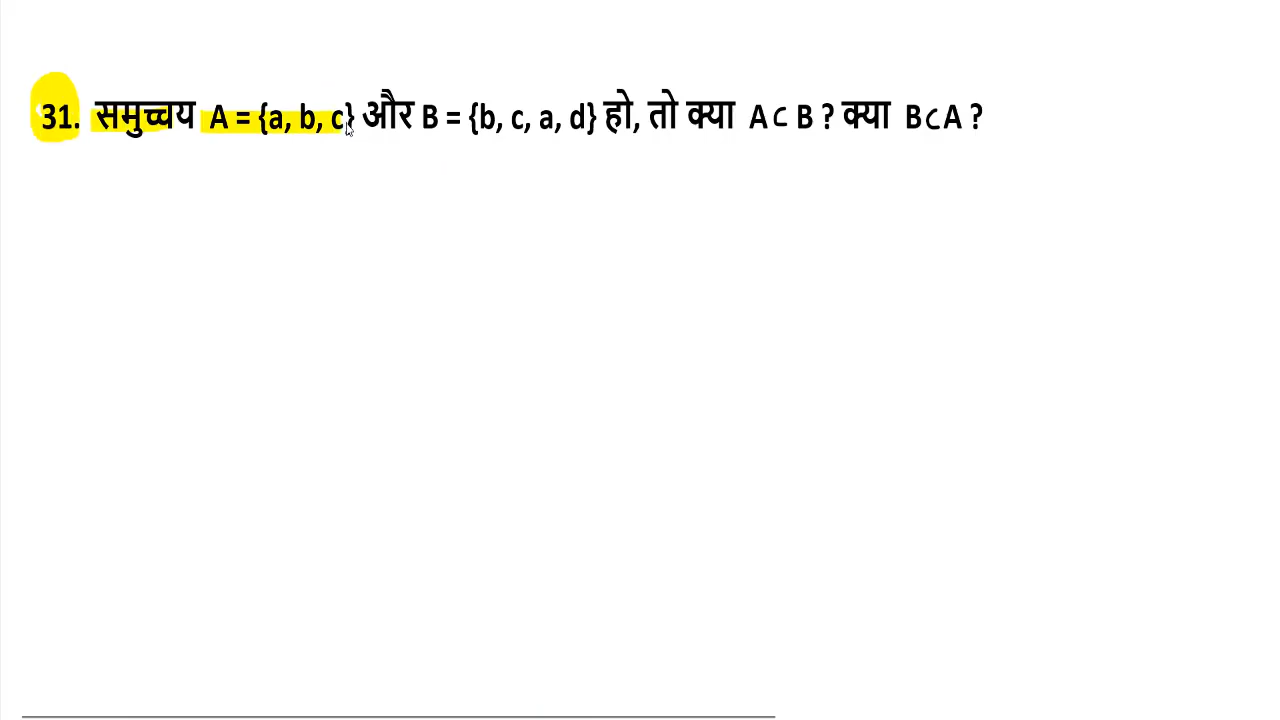 31. समुच्चय A = {a, b, c} और B = {b, c, a, d} हो, तो क्या A ⊂ B ? क्या B ⊂ A ?